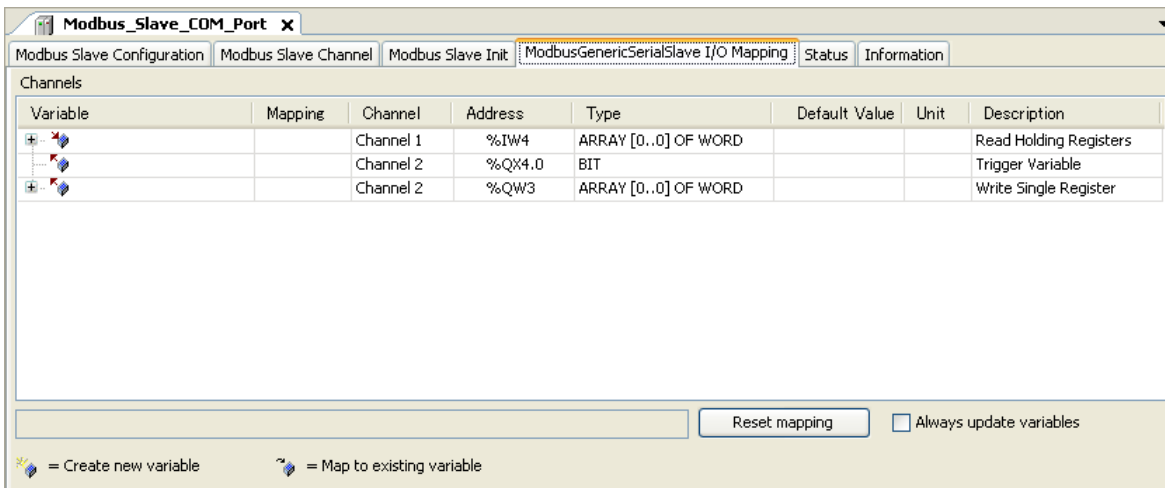 Modbus_Slave_COM_Port X
Modbus Slave Configuration Modbus Slave Channel Modbus Slave Init ModbusGenericSerialSlave I/O Mapping Status Information
Channels
Variable Mapping Channel Address Type Default Value Unit Description
Channel 1 %IW4 ARRAY [0..0] OF WORD Read Holding Registers
Channel 2 %QX4.0 BIT Trigger Variable
Channel 2 %QW3 ARRAY [0..0] OF WORD Write Single Register
Reset mapping Always update variables
= Create new variable = Map to existing variable